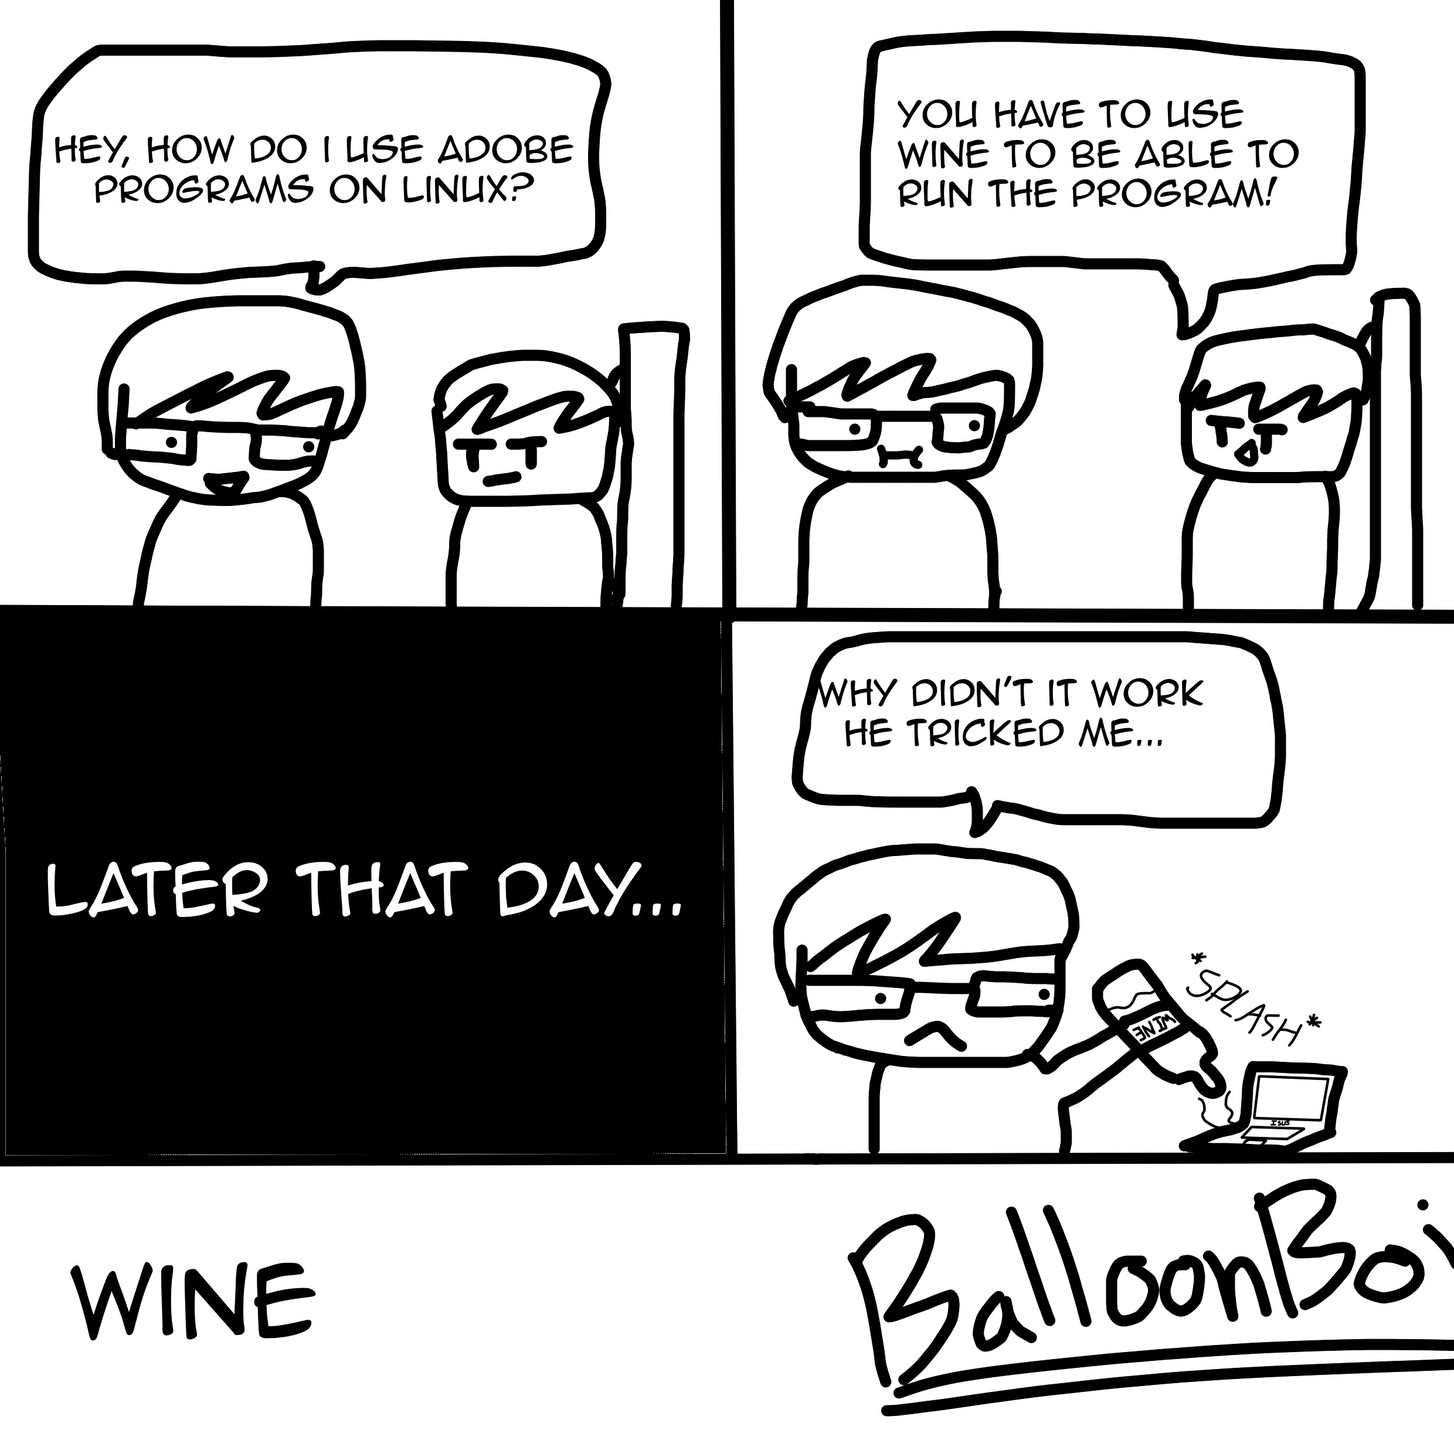 HEY, HOW DO I USE ADOBE
PROGRAMS ON LINUX?
YOU HAVE TO USE
WINE TO BE ABLE TO
RUN THE PROGRAM!
LATER THAT DAY...
WHY DIDN'T IT WORK
HE TRICKED ME...
*SPLASH*
WINE
ISUS
WINE
BalloonBoi